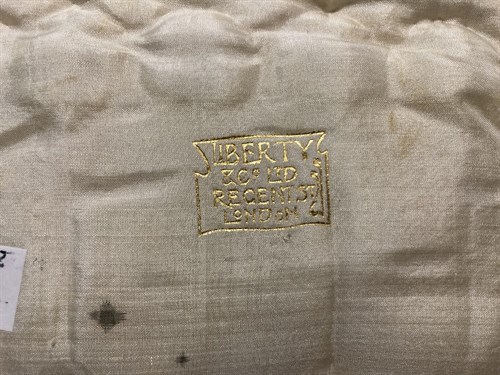 LIBERTY
& Cº LTD
REGENT ST
LONDON